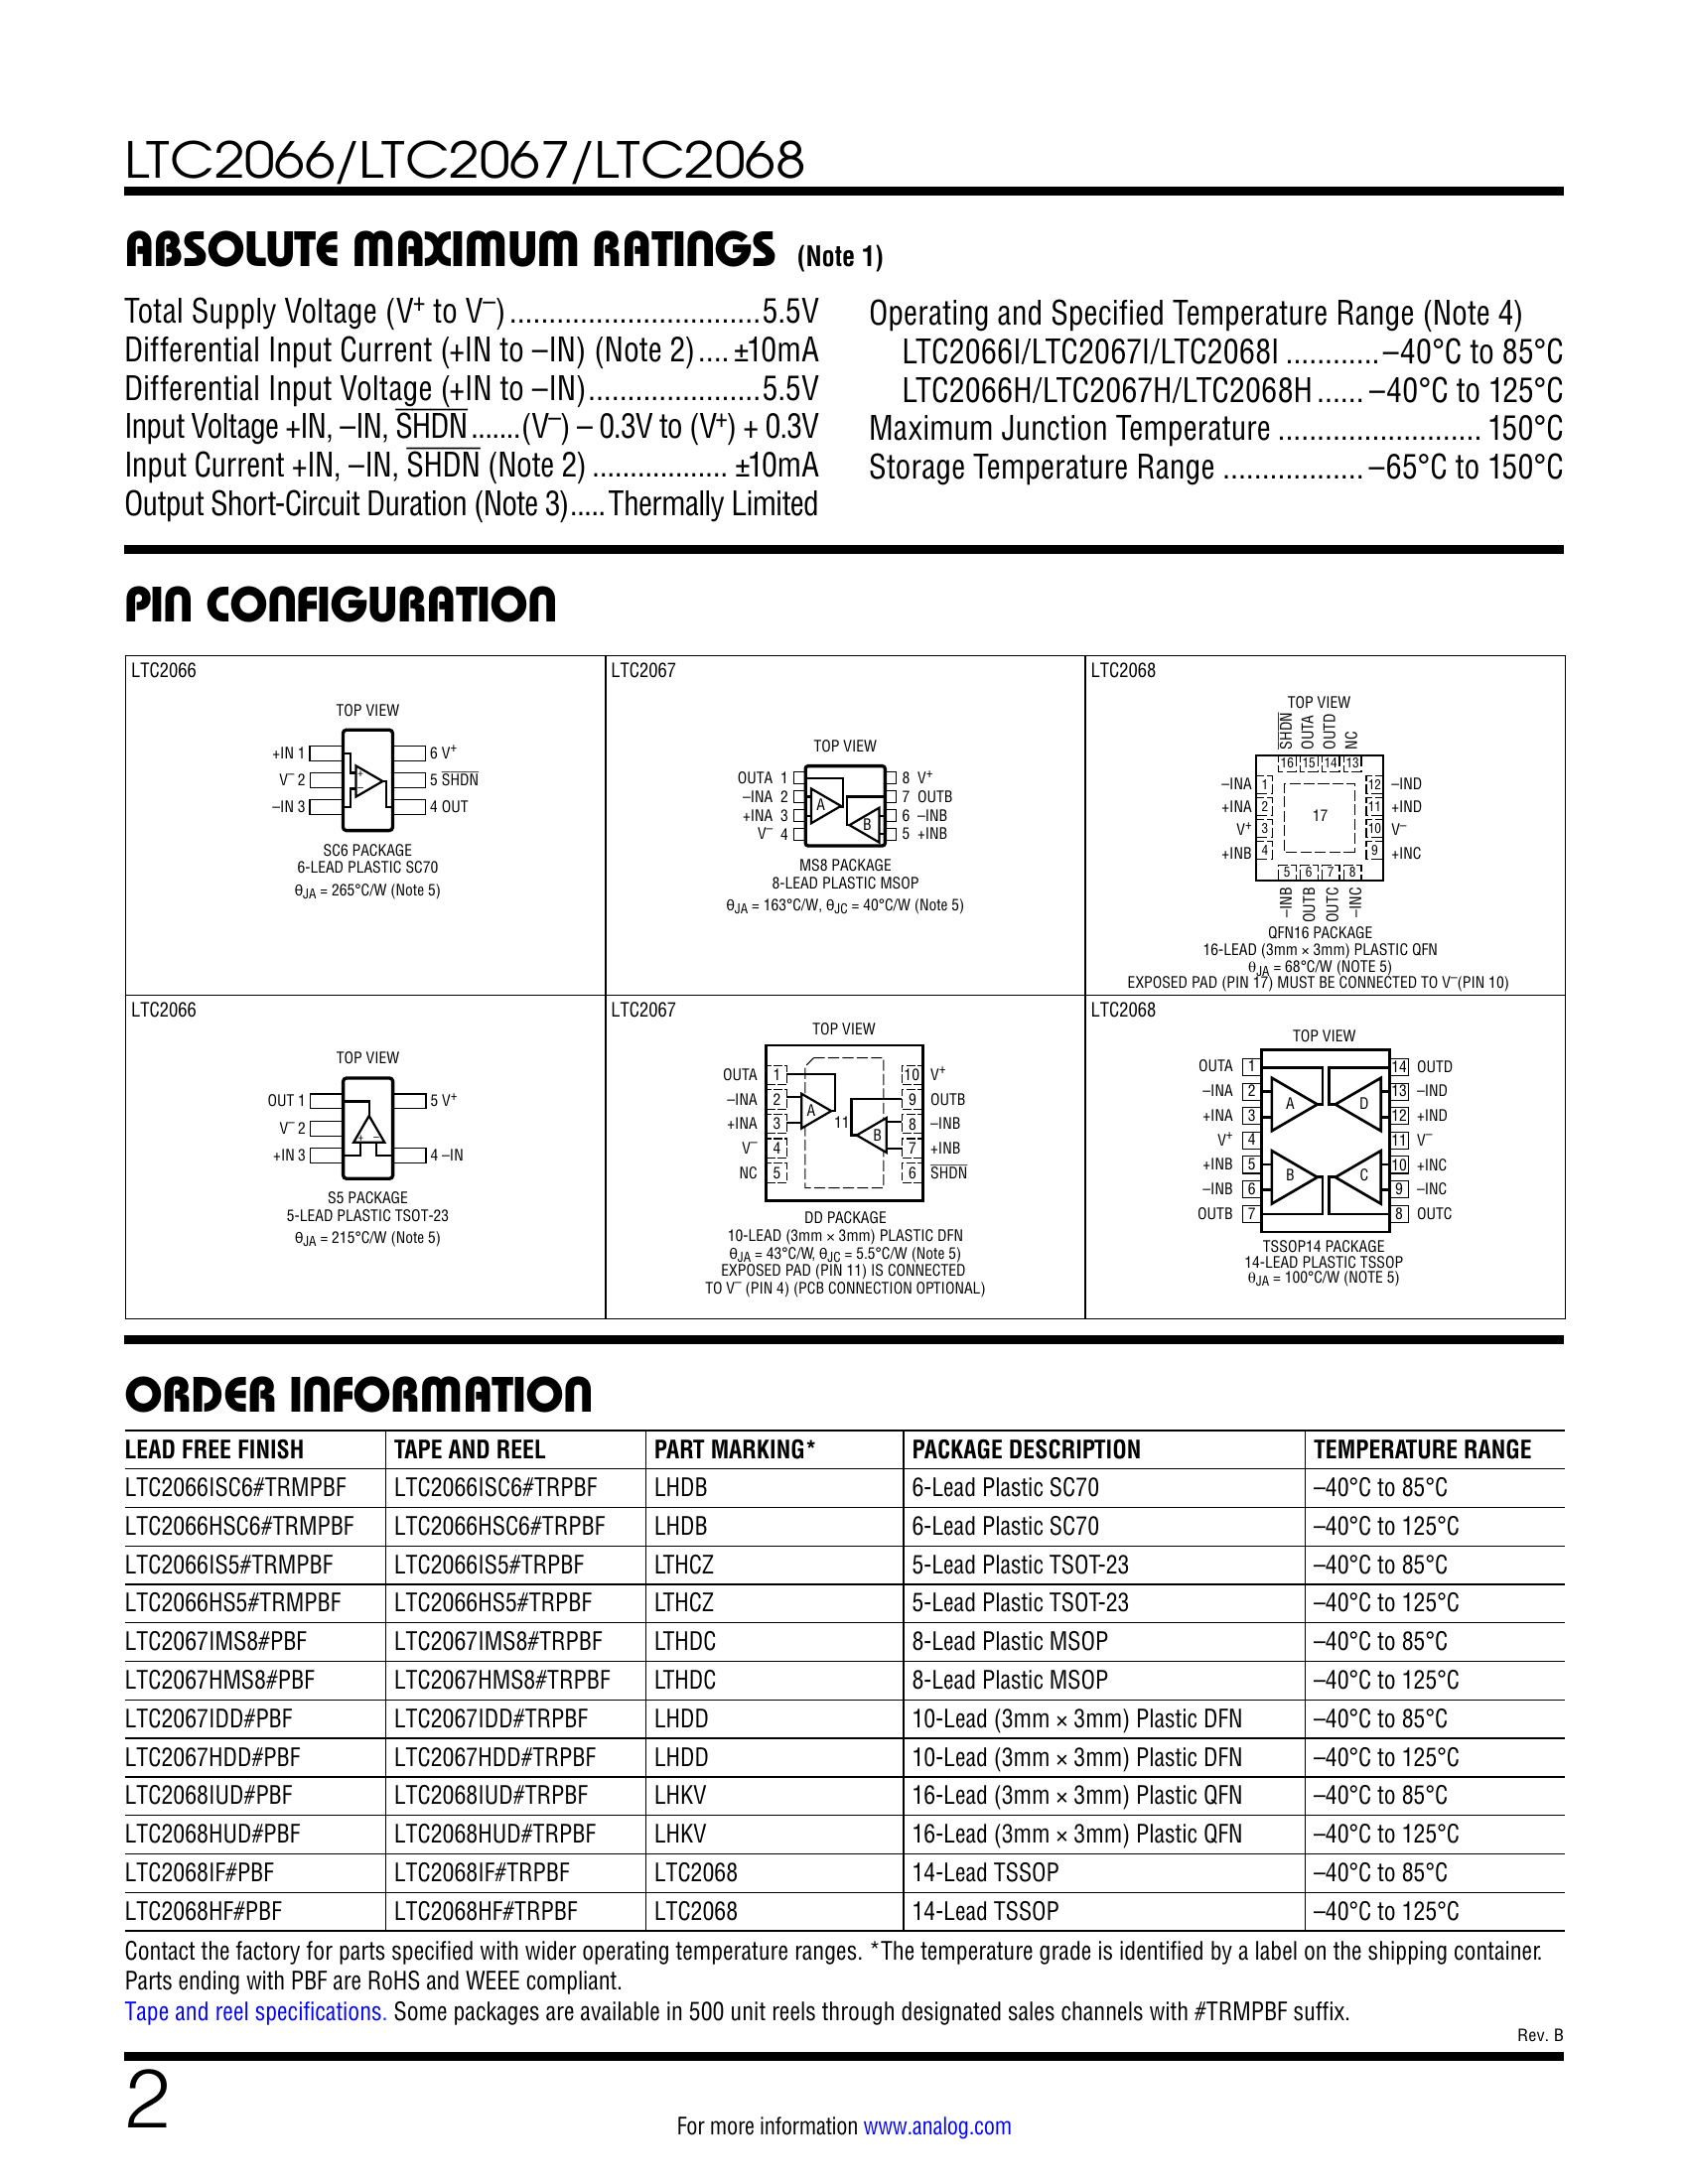 LTC2066/LTC2067/LTC2068
ABSOLUTE MAXIMUM RATINGS (Note 1)
Total Supply Voltage (V+ to V–)................................5.5V
Differential Input Current (+IN to –IN) (Note 2).... ±10mA
Differential Input Voltage (+IN to –IN)......................5.5V
Input Voltage +IN, –IN, SHDN.......(V–) – 0.3V to (V+) + 0.3V
Input Current +IN, –IN, SHDN (Note 2) ................. ±10mA
Output Short-Circuit Duration (Note 3).....Thermally Limited
Operating and Specified Temperature Range (Note 4)
LTC2066I/LTC2067I/LTC2068I ............–40°C to 85°C
LTC2066H/LTC2067H/LTC2068H...... –40°C to 125°C
Maximum Junction Temperature .......................... 150°C
Storage Temperature Range ..................–65°C to 150°C
PIN CONFIGURATION
LTC2066
TOP VIEW
+IN 1
V– 2
–IN 3
6 V+
5 SHDN
4 OUT
+
–
SC6 PACKAGE
6-LEAD PLASTIC SC70
θJA = 265°C/W (Note 5)
LTC2067
TOP VIEW
OUTA 1
–INA 2
+INA 3
V– 4
8 V+
7 OUTB
6 –INB
5 +INB
A
B
MS8 PACKAGE
8-LEAD PLASTIC MSOP
θJA = 163°C/W, θJC = 40°C/W (Note 5)
LTC2068
TOP VIEW
SHDN
OUTA
OUTD
NC
16 15 14 13
–INA 1
+INA 2
V+ 3
+INB 4
17
12 –IND
11 +IND
10 V–
9 +INC
5 6 7 8
–INB
OUTB
OUTC
–INC
QFN16 PACKAGE
16-LEAD (3mm × 3mm) PLASTIC QFN
θJA = 68°C/W (NOTE 5)
EXPOSED PAD (PIN 17) MUST BE CONNECTED TO V–(PIN 10)
LTC2066
TOP VIEW
OUT 1
V– 2
+IN 3
5 V+
4 –IN
+ –
S5 PACKAGE
5-LEAD PLASTIC TSOT-23
θJA = 215°C/W (Note 5)
LTC2067
TOP VIEW
OUTA 1
–INA 2
+INA 3
V– 4
NC 5
10 V+
9 OUTB
8 –INB
7 +INB
6 SHDN
A
11
B
DD PACKAGE
10-LEAD (3mm × 3mm) PLASTIC DFN
θJA = 43°C/W, θJC = 5.5°C/W (Note 5)
EXPOSED PAD (PIN 11) IS CONNECTED
TO V– (PIN 4) (PCB CONNECTION OPTIONAL)
LTC2068
TOP VIEW
OUTA 1
–INA 2
+INA 3
V+ 4
+INB 5
–INB 6
OUTB 7
14 OUTD
13 –IND
12 +IND
11 V–
10 +INC
9 –INC
8 OUTC
A D
B C
TSSOP14 PACKAGE
14-LEAD PLASTIC TSSOP
θJA = 100°C/W (NOTE 5)
ORDER INFORMATION
LEAD FREE FINISH TAPE AND REEL PART MARKING* PACKAGE DESCRIPTION TEMPERATURE RANGE
LTC2066ISC6#TRMPBF LTC2066ISC6#TRPBF LHDB 6-Lead Plastic SC70 –40°C to 85°C
LTC2066HSC6#TRMPBF LTC2066HSC6#TRPBF LHDB 6-Lead Plastic SC70 –40°C to 125°C
LTC2066IS5#TRMPBF LTC2066IS5#TRPBF LTHCZ 5-Lead Plastic TSOT-23 –40°C to 85°C
LTC2066HS5#TRMPBF LTC2066HS5#TRPBF LTHCZ 5-Lead Plastic TSOT-23 –40°C to 125°C
LTC2067IMS8#PBF LTC2067IMS8#TRPBF LTHDC 8-Lead Plastic MSOP –40°C to 85°C
LTC2067HMS8#PBF LTC2067HMS8#TRPBF LTHDC 8-Lead Plastic MSOP –40°C to 125°C
LTC2067IDD#PBF LTC2067IDD#TRPBF LHDD 10-Lead (3mm × 3mm) Plastic DFN –40°C to 85°C
LTC2067HDD#PBF LTC2067HDD#TRPBF LHDD 10-Lead (3mm × 3mm) Plastic DFN –40°C to 125°C
LTC2068IUD#PBF LTC2068IUD#TRPBF LHKV 16-Lead (3mm × 3mm) Plastic QFN –40°C to 85°C
LTC2068HUD#PBF LTC2068HUD#TRPBF LHKV 16-Lead (3mm × 3mm) Plastic QFN –40°C to 125°C
LTC2068IF#PBF LTC2068IF#TRPBF LTC2068 14-Lead TSSOP –40°C to 85°C
LTC2068HF#PBF LTC2068HF#TRPBF LTC2068 14-Lead TSSOP –40°C to 125°C
Contact the factory for parts specified with wider operating temperature ranges. *The temperature grade is identified by a label on the shipping container.
Parts ending with PBF are RoHS and WEEE compliant.
Tape and reel specifications. Some packages are available in 500 unit reels through designated sales channels with #TRMPBF suffix.
Rev. B
2
For more information www.analog.com